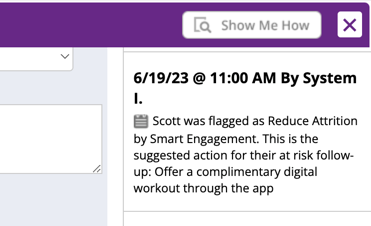 Show Me How
6/19/23 @ 11:00 AM By System
I.
Scott was flagged as Reduce Attrition
by Smart Engagement. This is the
suggested action for their at risk follow-
up: Offer a complimentary digital
workout through the app